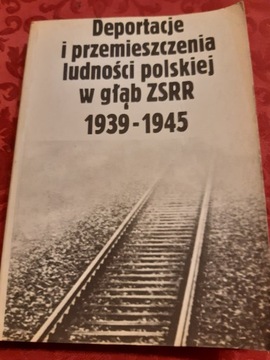 Deportacje
i przemieszczenia
ludności polskiej
w głąb ZSRR
1939-1945